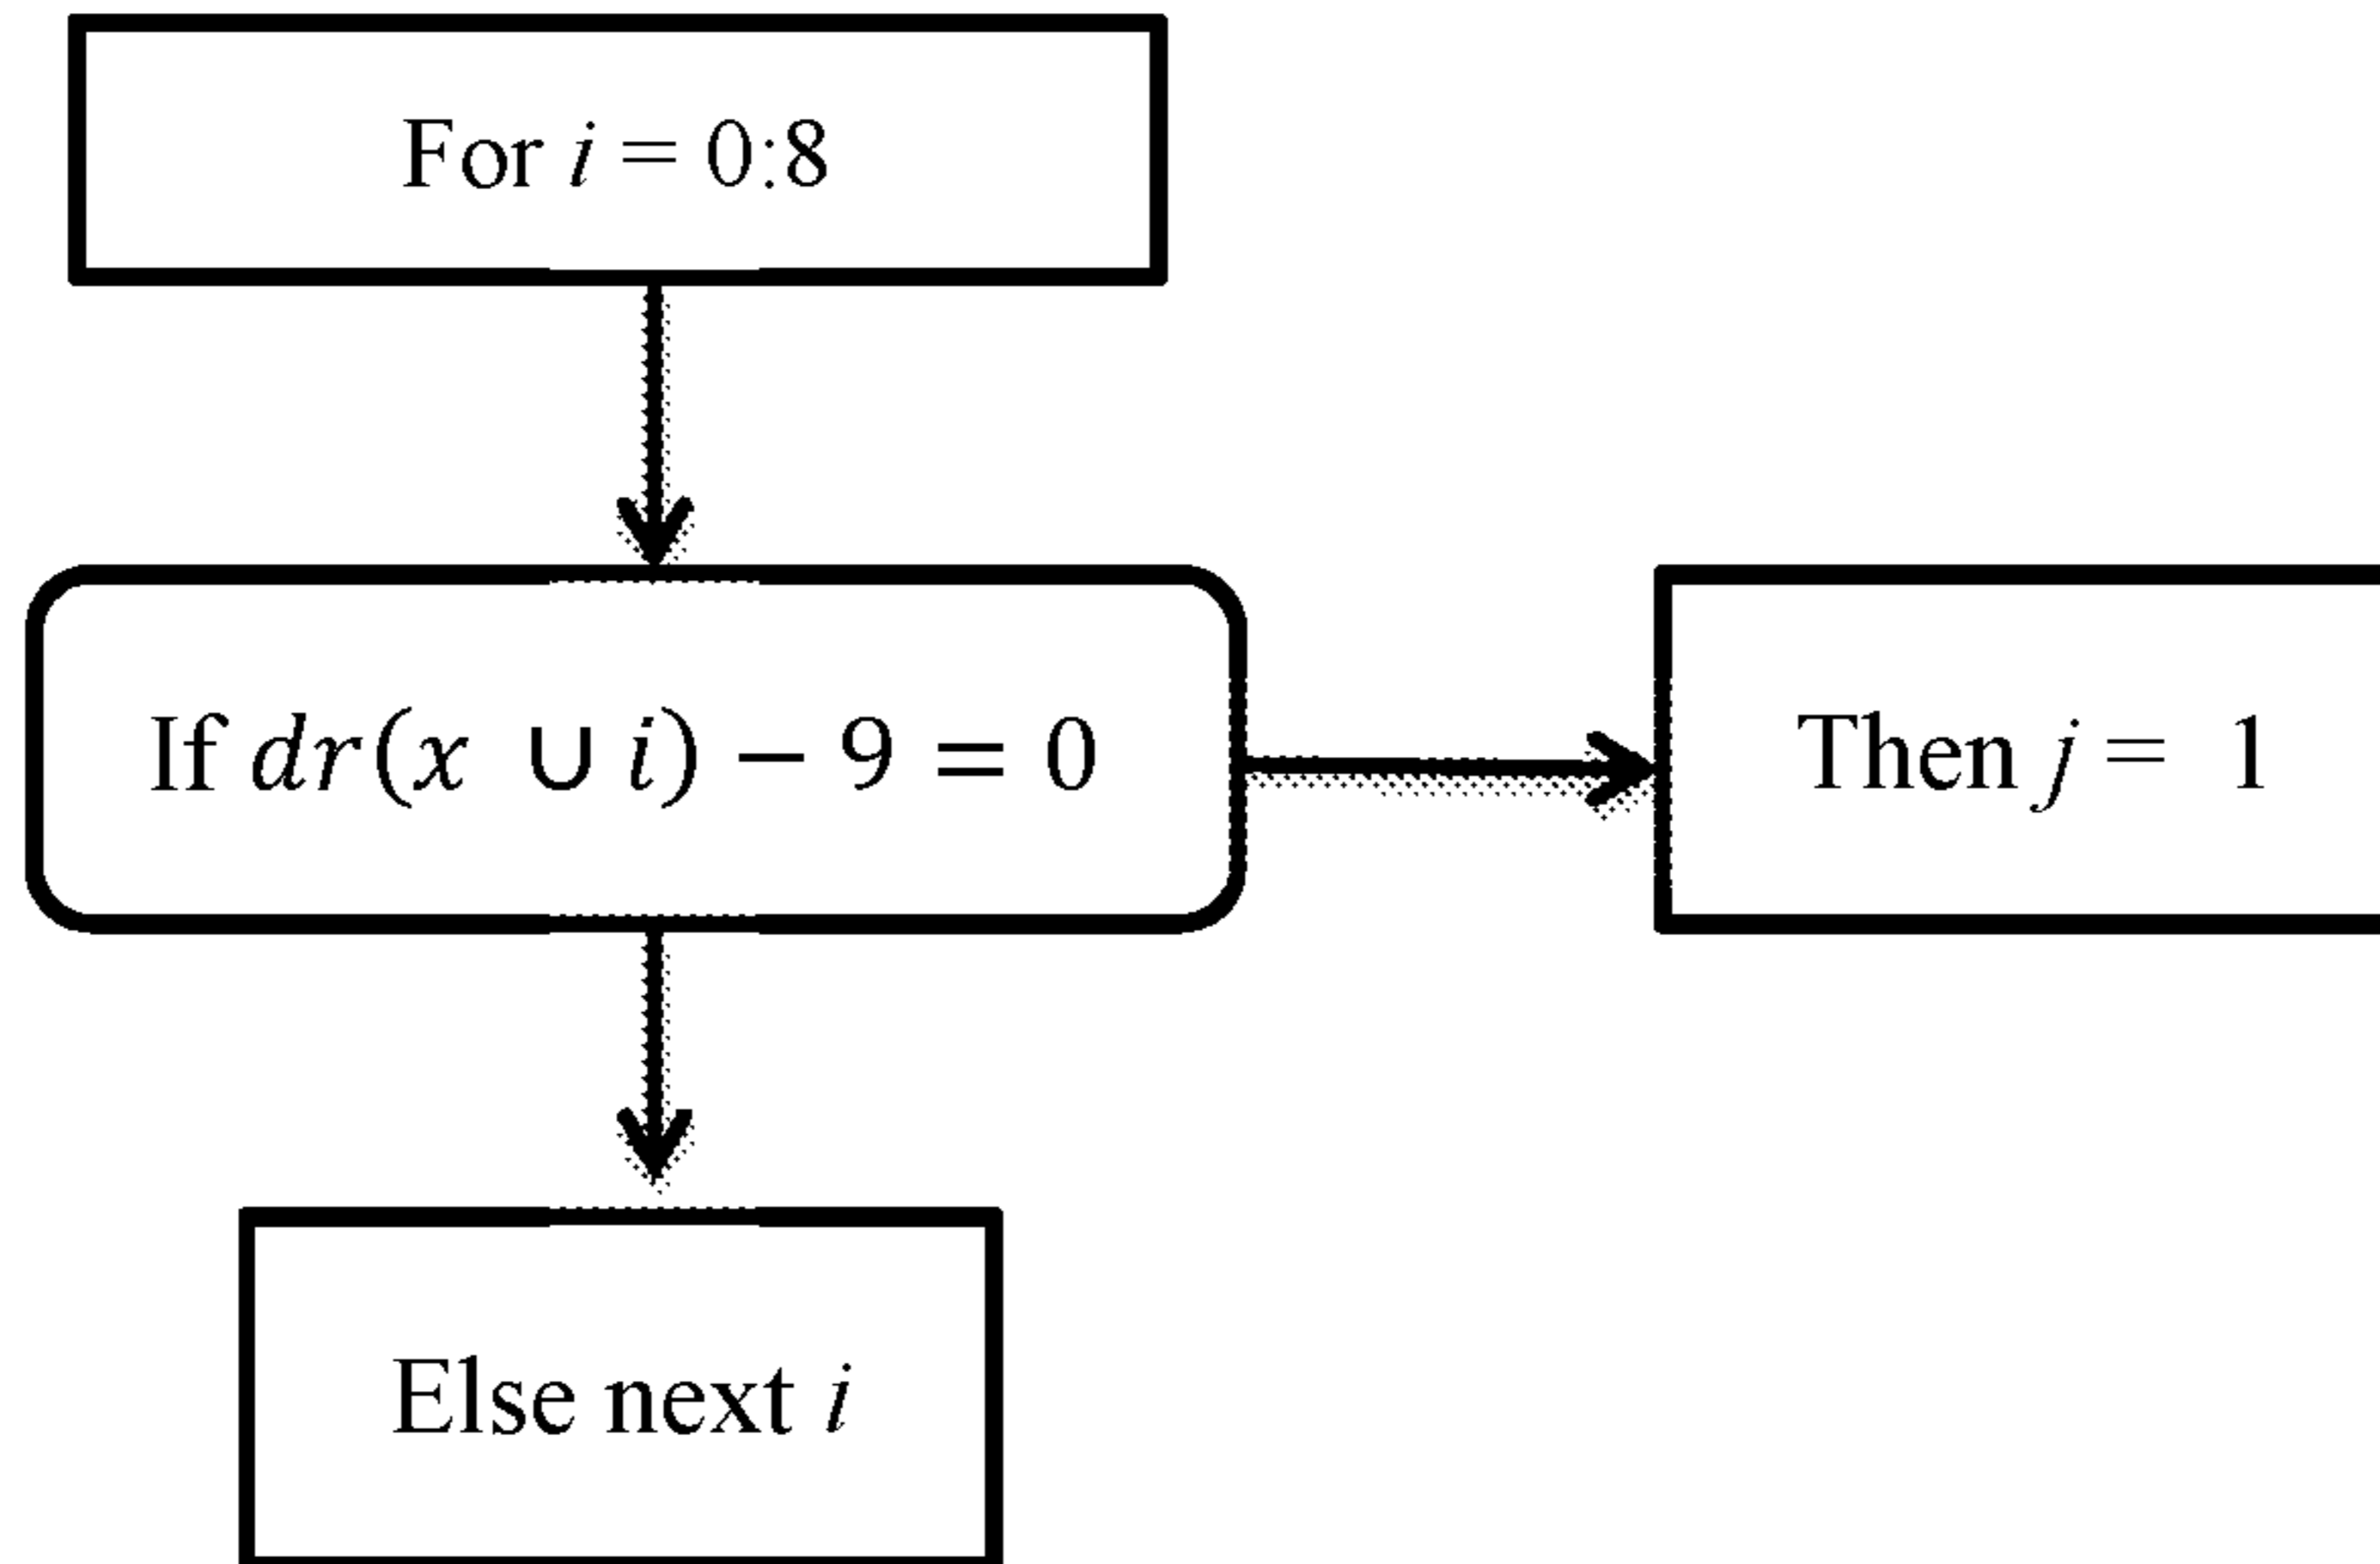 For i = 0:8
If dr(x ∪ i) − 9 = 0
Then j = 1
Else next i